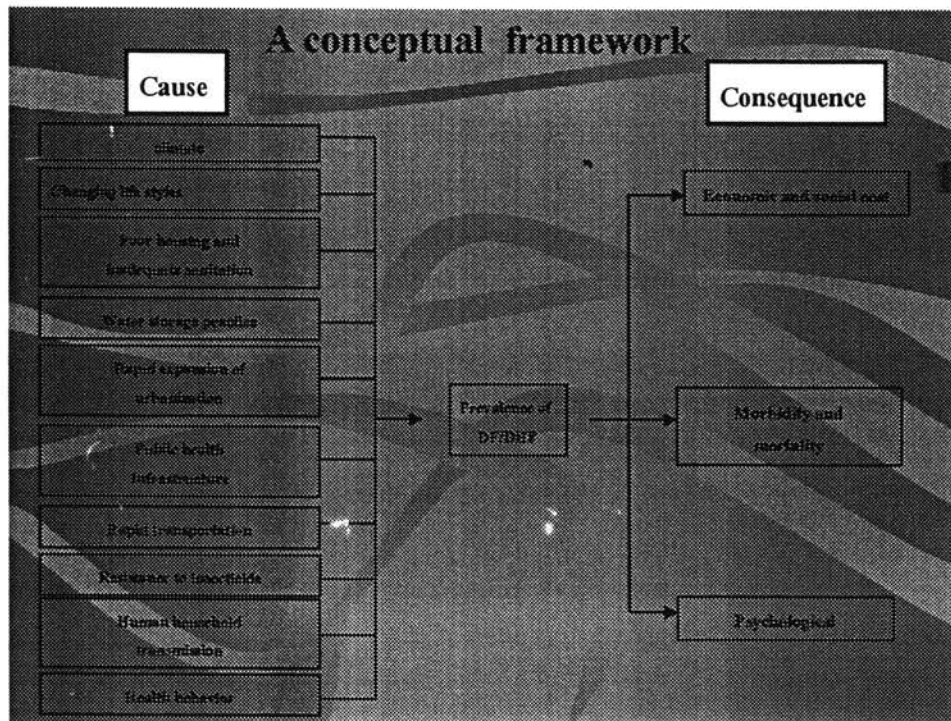 A conceptual framework
Cause
Consequence
climate
Changing life styles
Poor housing and
inadequate sanitation
Water storage
Rapid expansion of
urbanization
Public health
infrastructure
Rapid transportation
Resistance to insecticide
Human household
transmission
Health behavior
Prevalence of
DF/DHF
Economic and social cost
Morbidity and
mortality
Psychological